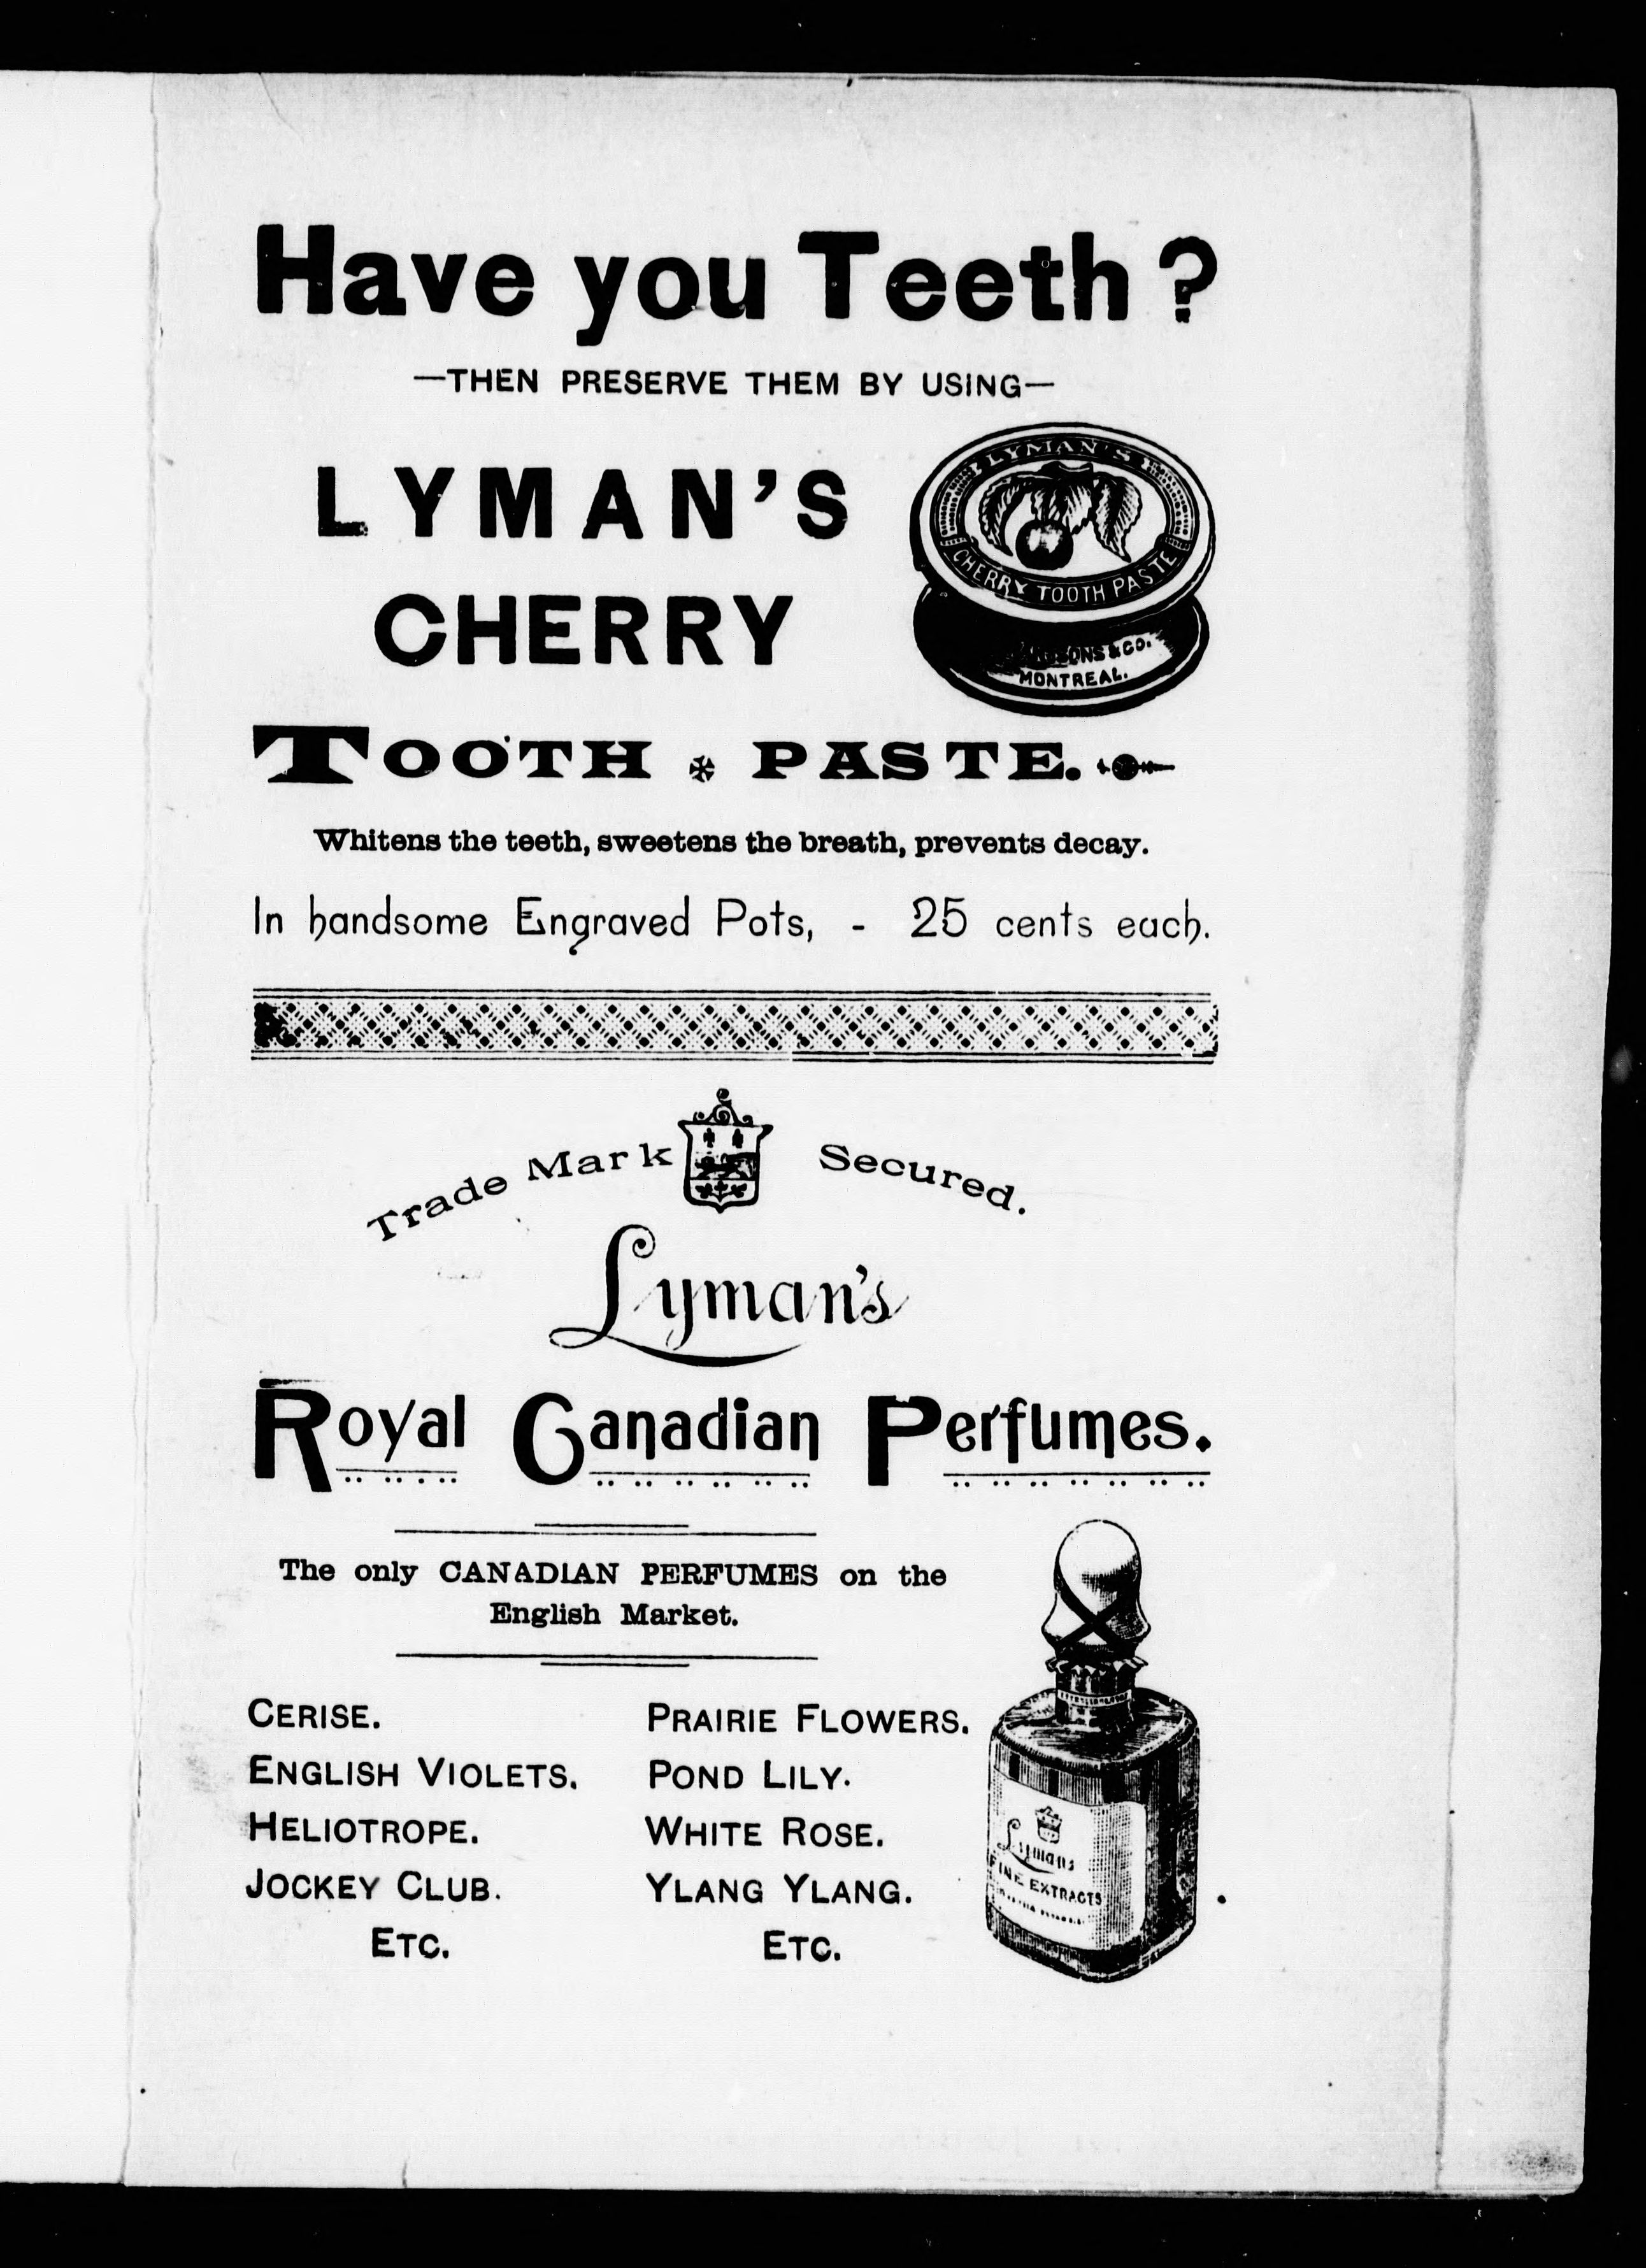 Have you Teeth?
—THEN PRESERVE THEM BY USING—
LYMAN'S
CHERRY
LYMAN'S
CHERRY TOOTH PASTE
ONS & CO.
MONTREAL.
TOOTH PASTE.
Whitens the teeth, sweetens the breath, prevents decay.
In handsome Engraved Pots, - 25 cents each.
Trade Mark Secured.
Lyman's
Royal Canadian Perfumes.
The only CANADIAN PERFUMES on the
English Market.
CERISE.
ENGLISH VIOLETS.
HELIOTROPE.
JOCKEY CLUB.
ETC.
PRAIRIE FLOWERS.
POND LILY.
WHITE ROSE.
YLANG YLANG.
ETC.
Lymans
FINE EXTRACTS